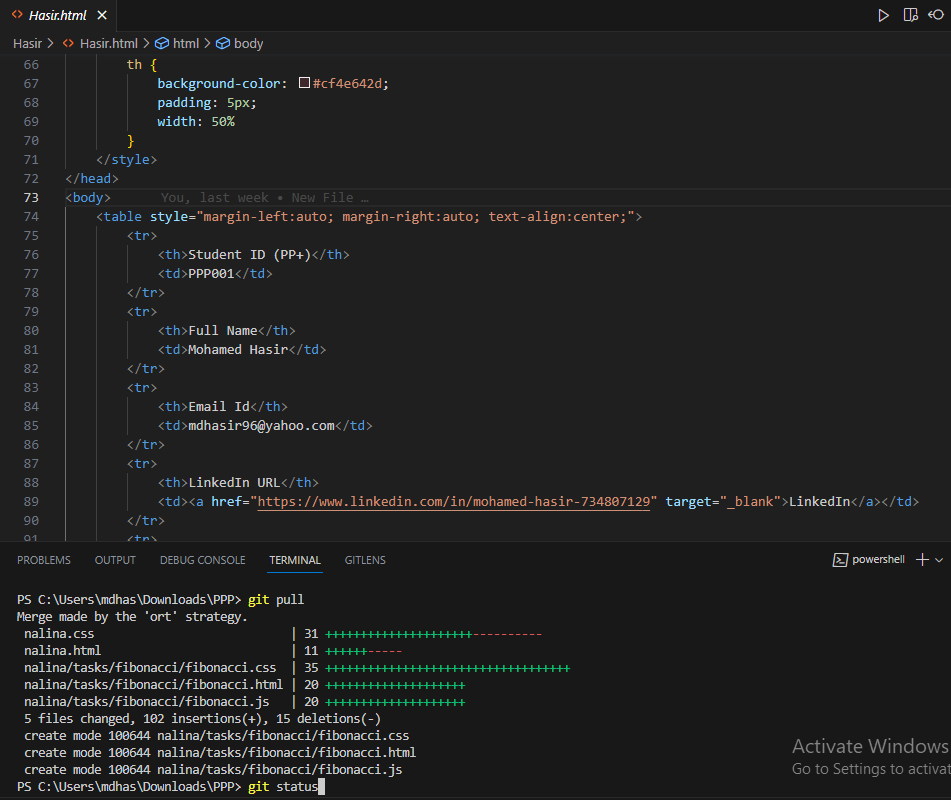 Hasir.html
Hasir > Hasir.html > html > body
66 th {
67 background-color: #cf4e642d;
68 padding: 5px;
69 width: 50%
70 }
71 </style>
72 </head>
73 <body> You, last week • New File …
74 <table style="margin-left:auto; margin-right:auto; text-align:center;">
75 <tr>
76 <th>Student ID (PP+)</th>
77 <td>PPP001</td>
78 </tr>
79 <tr>
80 <th>Full Name</th>
81 <td>Mohamed Hasir</td>
82 </tr>
83 <tr>
84 <th>Email Id</th>
85 <td>mdhasir96@yahoo.com</td>
86 </tr>
87 <tr>
88 <th>LinkedIn URL</th>
89 <td><a href="https://www.linkedin.com/in/mohamed-hasir-734807129" target="_blank">LinkedIn</a></td>
90 </tr>
91 <tr>
PROBLEMS OUTPUT DEBUG CONSOLE TERMINAL GITLENS powershell
PS C:\Users\mdhas\Downloads\PPP> git pull
Merge made by the 'ort' strategy.
nalina.css | 31 +++++++++++++++++++++----------
nalina.html | 11 ++++++-----
nalina/tasks/fibonacci/fibonacci.css | 35 +++++++++++++++++++++++++++++++++++
nalina/tasks/fibonacci/fibonacci.html | 20 ++++++++++++++++++++
nalina/tasks/fibonacci/fibonacci.js | 20 ++++++++++++++++++++
5 files changed, 102 insertions(+), 15 deletions(-)
create mode 100644 nalina/tasks/fibonacci/fibonacci.css
create mode 100644 nalina/tasks/fibonacci/fibonacci.html
create mode 100644 nalina/tasks/fibonacci/fibonacci.js
PS C:\Users\mdhas\Downloads\PPP> git status
Activate Windows
Go to Settings to activat